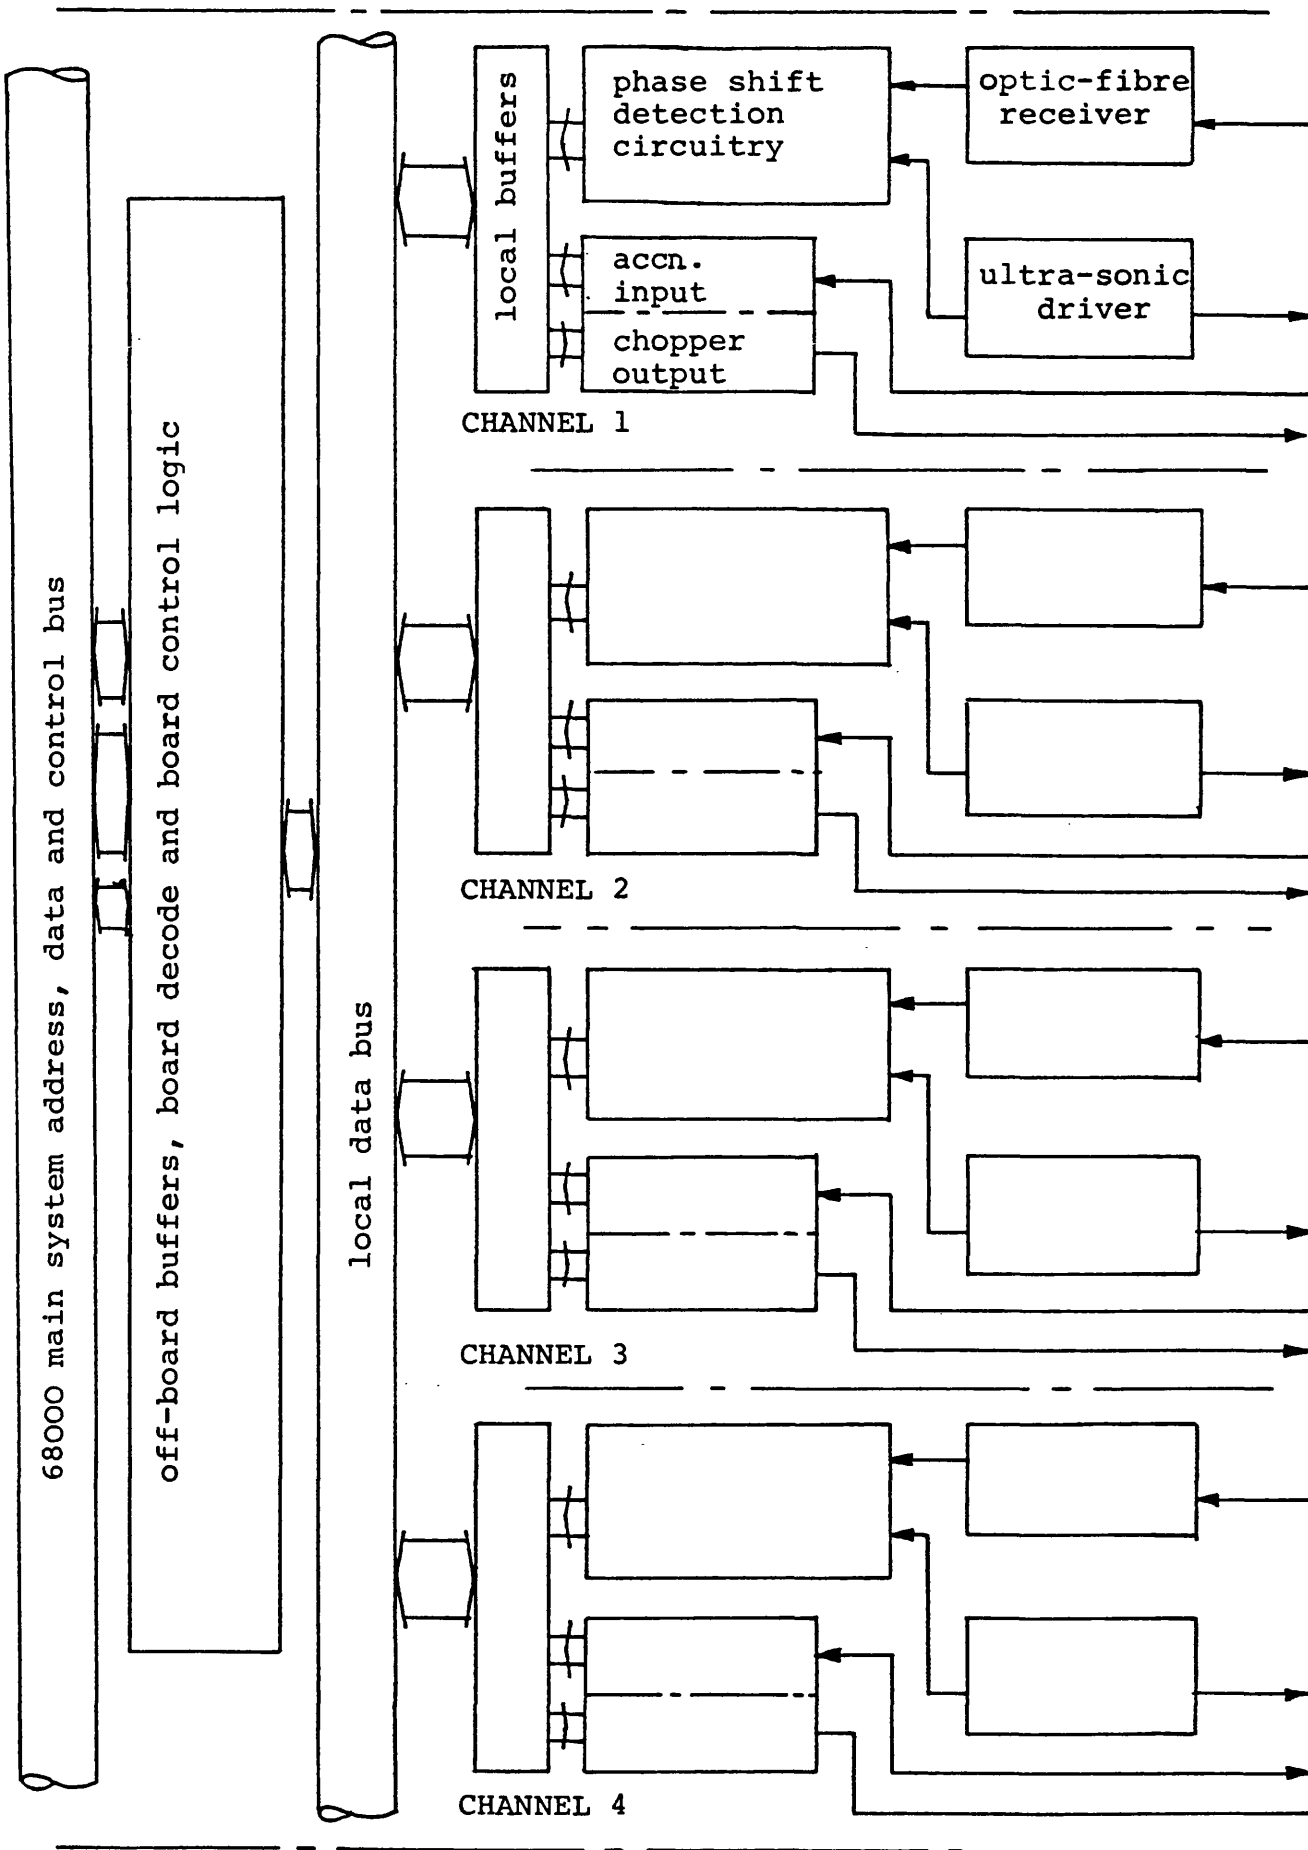 68000 main system address, data and control bus
off-board buffers, board decode and board control logic
local data bus
local buffers
phase shift
detection
circuitry
optic-fibre
receiver
accn.
input
chopper
output
ultra-sonic
driver
CHANNEL 1
CHANNEL 2
CHANNEL 3
CHANNEL 4